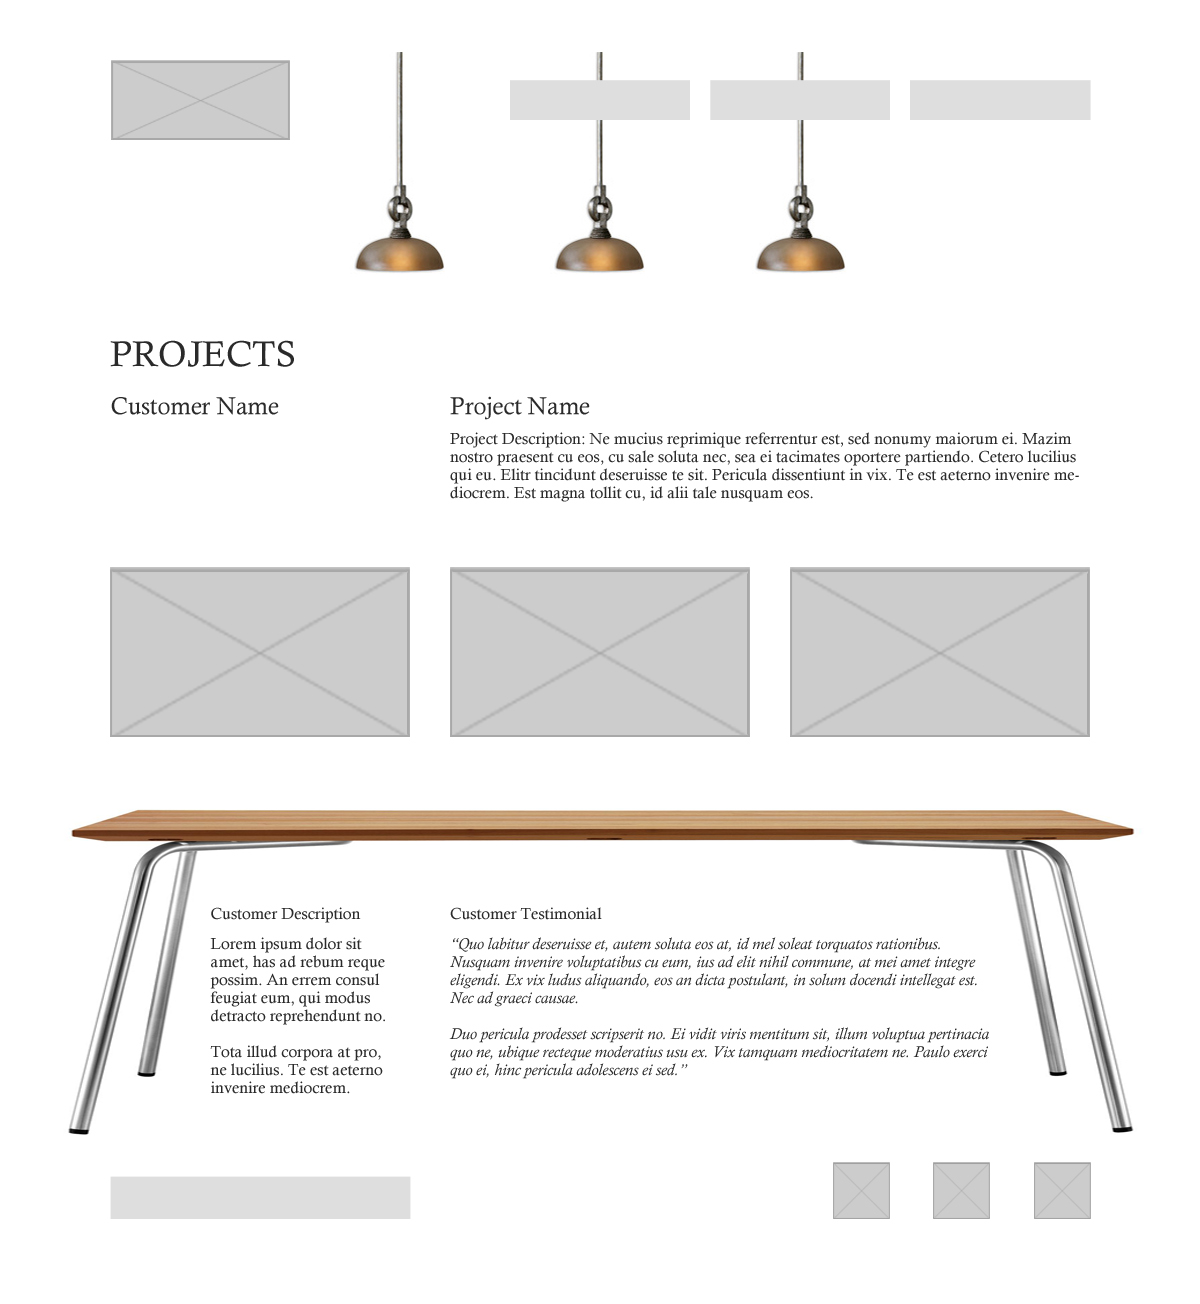 PROJECTS
Customer Name
Project Name
Project Description: Ne mucius reprimique referrentur est, sed nonumy maiorum ei. Mazim
nostro praesent cu eos, cu sale soluta nec, sea ei tacimates oportere partiendo. Cetero lucilius
qui eu. Elitr tincidunt deseruisse te sit. Pericula dissentiunt in vix. Te est aeterno invenire me-
diocrem. Est magna tollit cu, id alii tale nusquam eos.
Customer Description
Lorem ipsum dolor sit
amet, has ad rebum reque
possim. An errem consul
feugiat eum, qui modus
detracto reprehendunt no.
Tota illud corpora at pro,
ne lucilius. Te est aeterno
invenire mediocrem.
Customer Testimonial
“Quo labitur deseruisse et, autem soluta eos at, id mel soleat torquatos rationibus.
Nusquam invenire voluptatibus cu eum, ius ad elit nihil commune, at mei amet integre
eligendi. Ex vix ludus aliquando, eos an dicta postulant, in solum docendi intellegat est.
Nec ad graeci causae.
Duo pericula prodesset scripserit no. Ei vidit viris mentitum sit, illum voluptua pertinacia
quo ne, ubique recteque moderatius usu ex. Vix tamquam mediocritatem ne. Paulo exerci
quo ei, hinc pericula adolescens ei sed.”